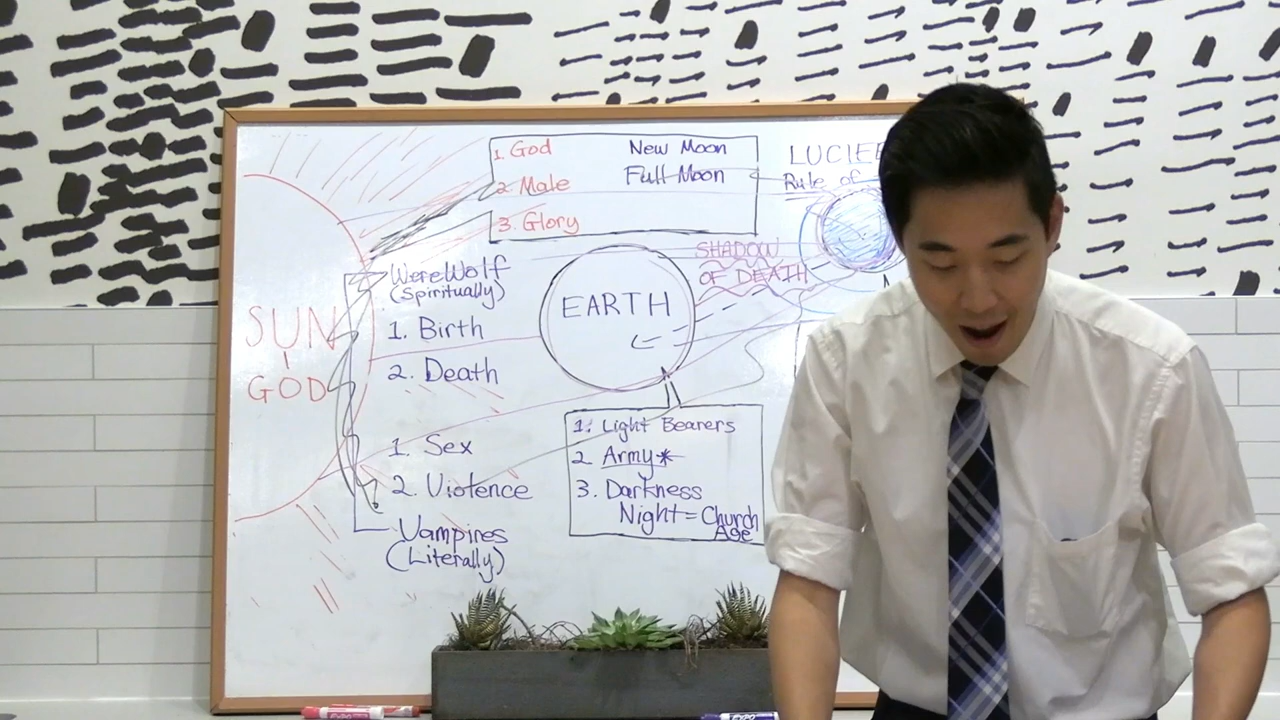 1. God New Moon
2. Male Full Moon
3. Glory
Rule of
SHADOW
OF DEATH
WereWolf
(Spiritually)
1. Birth
2. Death
EARTH
SUN
GOD
1. Sex
2. Violence
Vampires
(Literally)
1. Light Bearers
2 Army*
3. Darkness
Night = Church
Age
EXPO